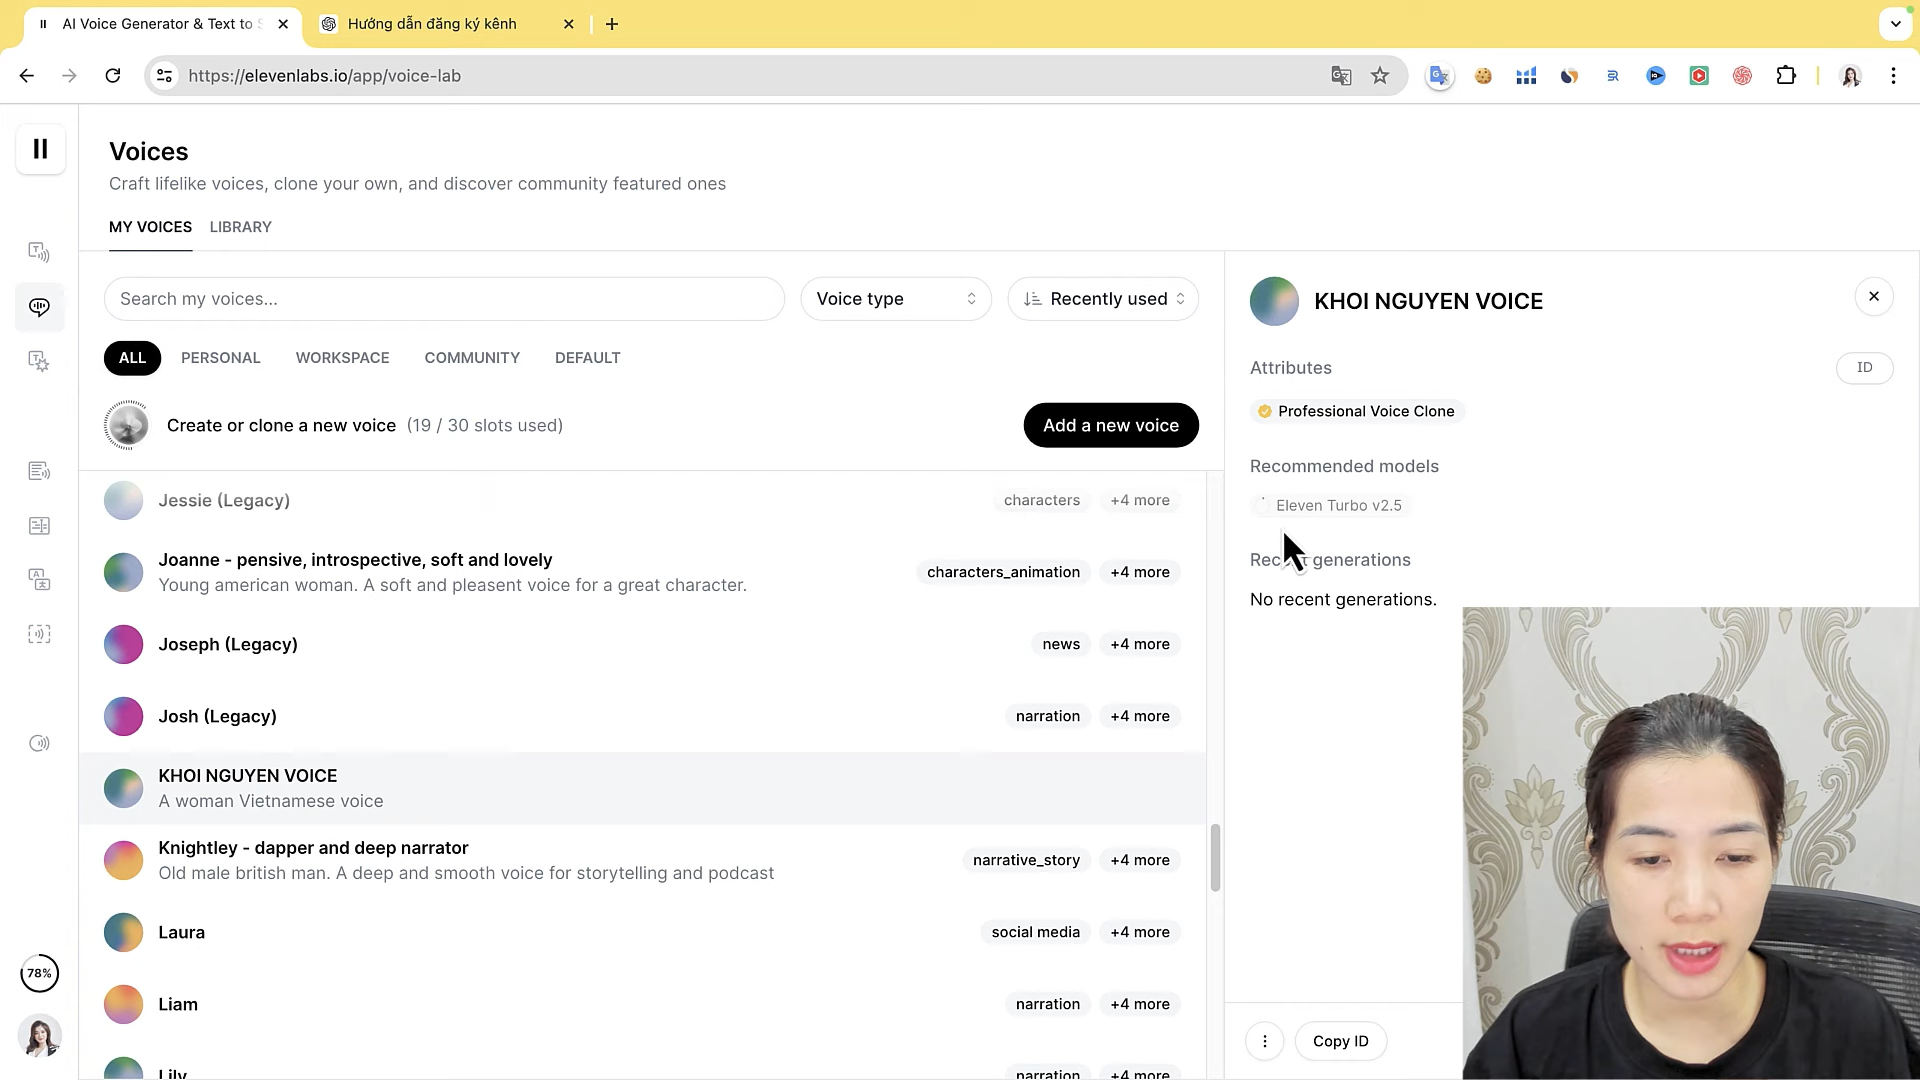 AI Voice Generator & Text to S
Hướng dẫn đăng ký kênh
https://elevenlabs.io/app/voice-lab
Voices
Craft lifelike voices, clone your own, and discover community featured ones
MY VOICES
LIBRARY
Search my voices...
Voice type
Recently used
ALL
PERSONAL
WORKSPACE
COMMUNITY
DEFAULT
Create or clone a new voice (19 / 30 slots used)
Add a new voice
Jessie (Legacy)
characters
+4 more
Joanne - pensive, introspective, soft and lovely
Young american woman. A soft and pleasent voice for a great character.
characters_animation
+4 more
Joseph (Legacy)
news
+4 more
Josh (Legacy)
narration
+4 more
KHOI NGUYEN VOICE
A woman Vietnamese voice
Knightley - dapper and deep narrator
Old male british man. A deep and smooth voice for storytelling and podcast
narrative_story
+4 more
Laura
social media
+4 more
Liam
narration
+4 more
Lily
narration
+4 more
78%
KHOI NGUYEN VOICE
Attributes
ID
Professional Voice Clone
Recommended models
Eleven Turbo v2.5
Recent generations
No recent generations.
Copy ID